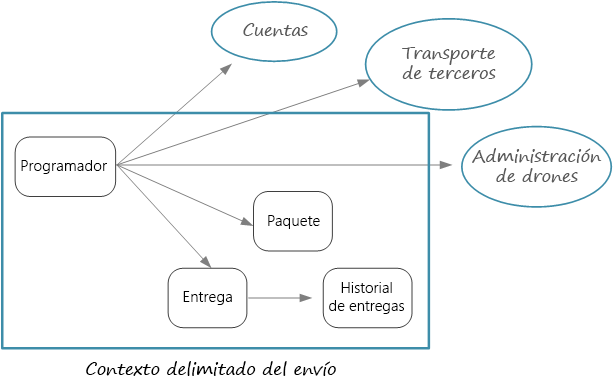 Cuentas
Transporte
de terceros
Programador
Administración
de drones
Paquete
Entrega
Historial
de entregas
Contexto delimitado del envío